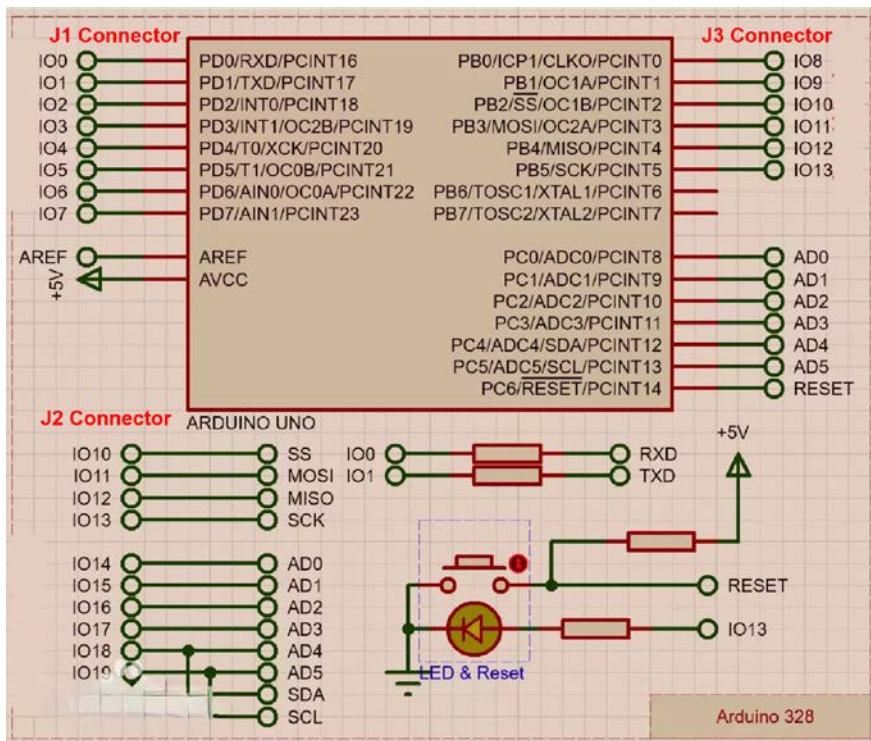 J1 Connector
J3 Connector
IO0 PD0/RXD/PCINT16 PB0/ICP1/CLKO/PCINT0 IO8
IO1 PD1/TXD/PCINT17 PB1/OC1A/PCINT1 IO9
IO2 PD2/INT0/PCINT18 PB2/SS/OC1B/PCINT2 IO10
IO3 PD3/INT1/OC2B/PCINT19 PB3/MOSI/OC2A/PCINT3 IO11
IO4 PD4/T0/XCK/PCINT20 PB4/MISO/PCINT4 IO12
IO5 PD5/T1/OC0B/PCINT21 PB5/SCK/PCINT5 IO13
IO6 PD6/AIN0/OC0A/PCINT22 PB6/TOSC1/XTAL1/PCINT6
IO7 PD7/AIN1/PCINT23 PB7/TOSC2/XTAL2/PCINT7
AREF AREF PC0/ADC0/PCINT8 AD0
+5V AVCC PC1/ADC1/PCINT9 AD1
PC2/ADC2/PCINT10 AD2
PC3/ADC3/PCINT11 AD3
PC4/ADC4/SDA/PCINT12 AD4
PC5/ADC5/SCL/PCINT13 AD5
PC6/RESET/PCINT14 RESET
J2 Connector
ARDUINO UNO
+5V
IO10 SS IO0 RXD
IO11 MOSI IO1 TXD
IO12 MISO
IO13 SCK
IO14 AD0
IO15 AD1 RESET
IO16 AD2
IO17 AD3 IO13
IO18 AD4
IO19 AD5 LED & Reset
SDA
SCL
Arduino 328